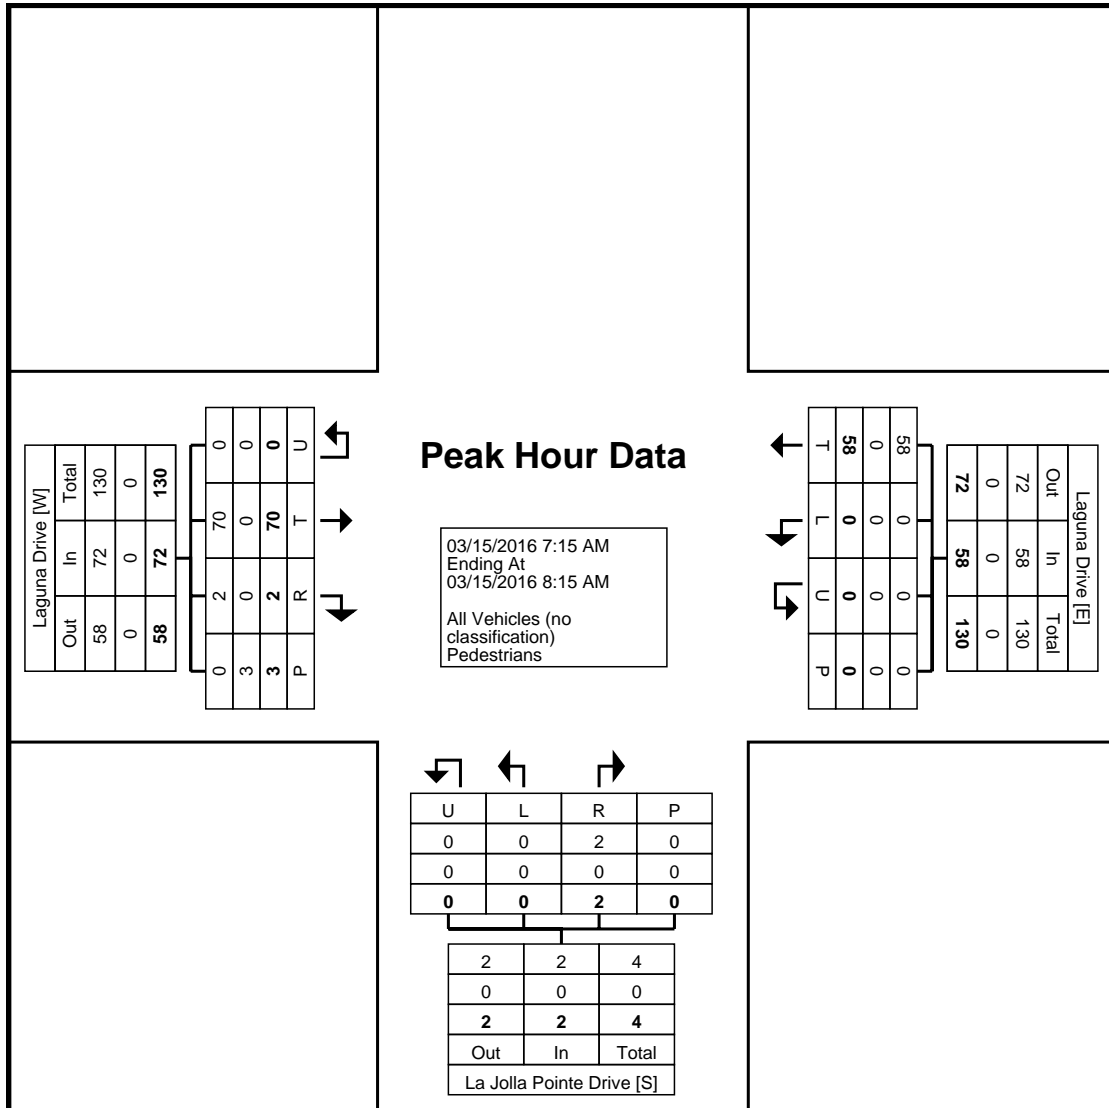 Peak Hour Data
03/15/2016 7:15 AM
Ending At
03/15/2016 8:15 AM
All Vehicles (no
classification)
Pedestrians
Laguna Drive [W]
Total In Out
130 72 58
0 0 0
130 72 58
0 70 2 0
0 0 0 3
0 70 2 3
U T R P
T L U P
58 0 0 0
0 0 0 0
58 0 0 0
72 58 130
0 0 0
72 58 130
Out In Total
Laguna Drive [E]
U L R P
0 0 2 0
0 0 0 0
0 0 2 0
2 2 4
0 0 0
2 2 4
Out In Total
La Jolla Pointe Drive [S]